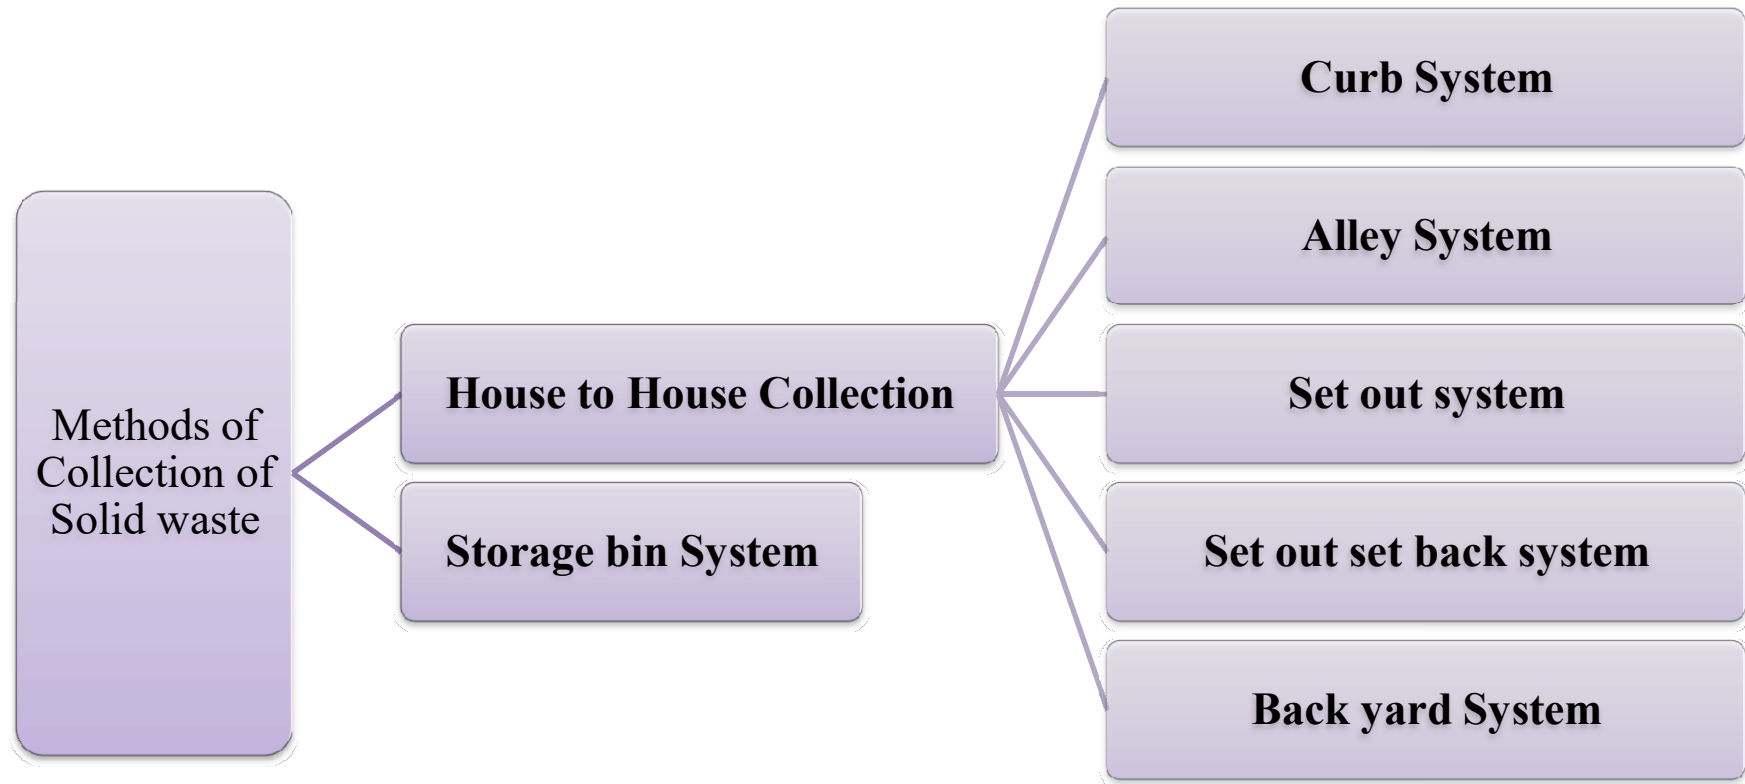 Methods of
Collection of
Solid waste
House to House Collection
Storage bin System
Curb System
Alley System
Set out system
Set out set back system
Back yard System